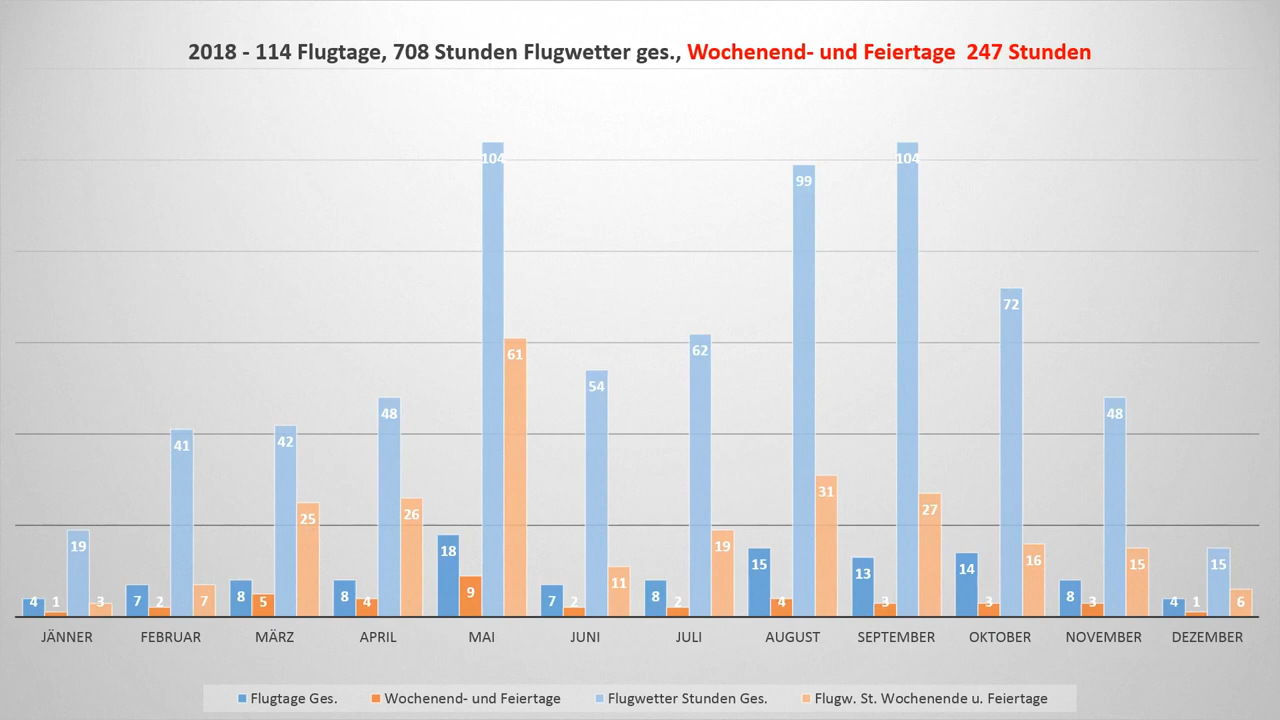 2018 - 114 Flugtage, 708 Stunden Flugwetter ges., Wochenend- und Feiertage 247 Stunden
4 1 19 3
7 2 41 7
8 5 42 25
8 4 48 26
18 9 104 61
7 2 54 11
8 2 62 19
15 4 99 31
13 3 104 27
14 3 72 16
8 3 48 15
4 1 15 6
JÄNNER FEBRUAR MÄRZ APRIL MAI JUNI JULI AUGUST SEPTEMBER OKTOBER NOVEMBER DEZEMBER
Flugtage Ges. Wochenend- und Feiertage Flugwetter Stunden Ges. Flugw. St. Wochenende u. Feiertage